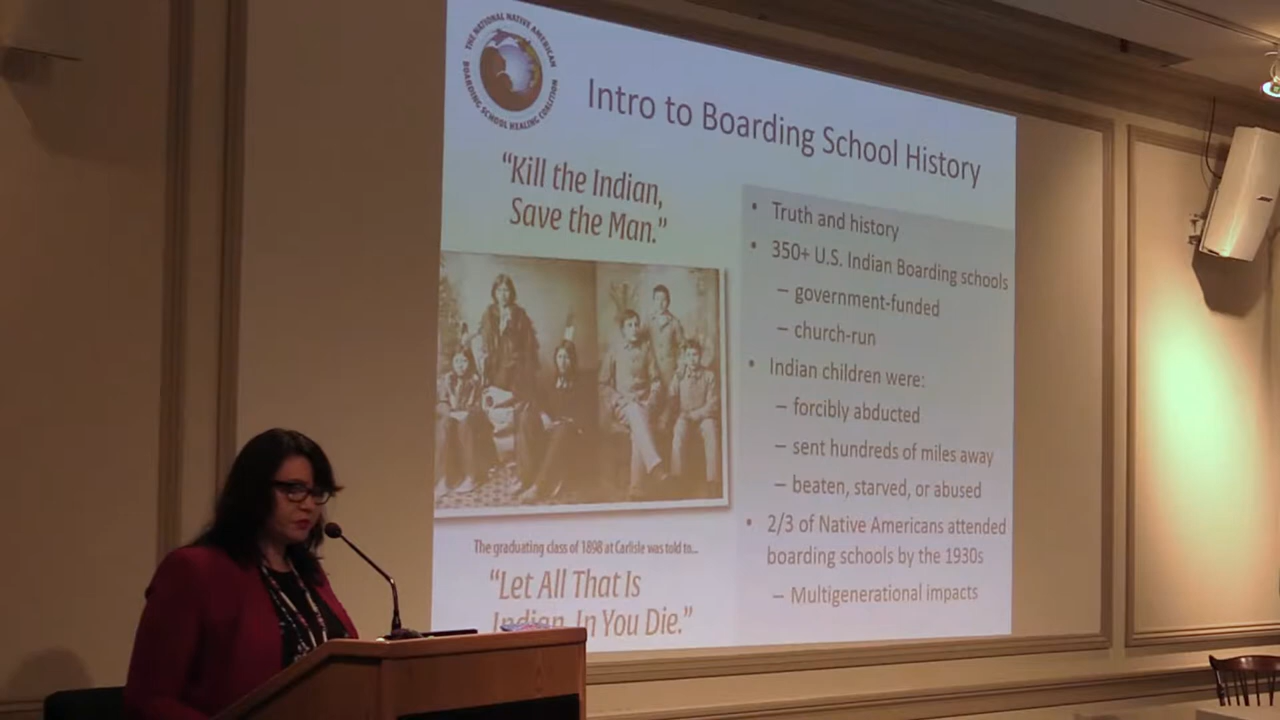 THE NATIONAL NATIVE AMERICAN
BOARDING SCHOOL HEALING COALITION
Intro to Boarding School History
“Kill the Indian,
Save the Man.”
The graduating class of 1898 at Carlisle was told to...
“Let All That Is
Indian In You Die.”
• Truth and history
• 350+ U.S. Indian Boarding schools
– government-funded
– church-run
• Indian children were:
– forcibly abducted
– sent hundreds of miles away
– beaten, starved, or abused
• 2/3 of Native Americans attended
boarding schools by the 1930s
– Multigenerational impacts